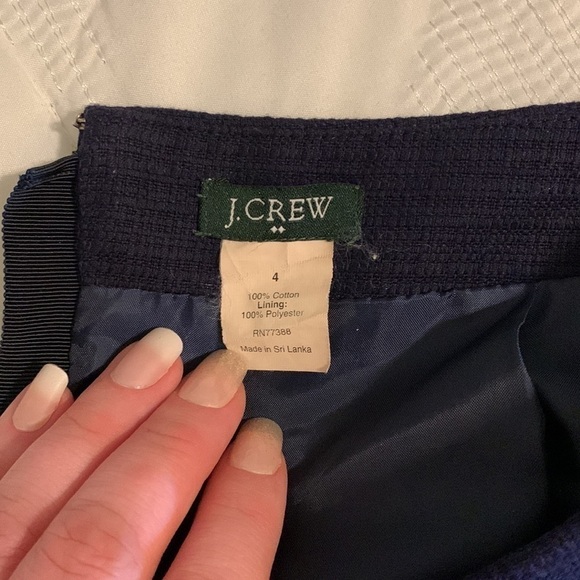 J.CREW
4
100% Cotton
Lining:
100% Polyester
RN77388
Made in Sri Lanka